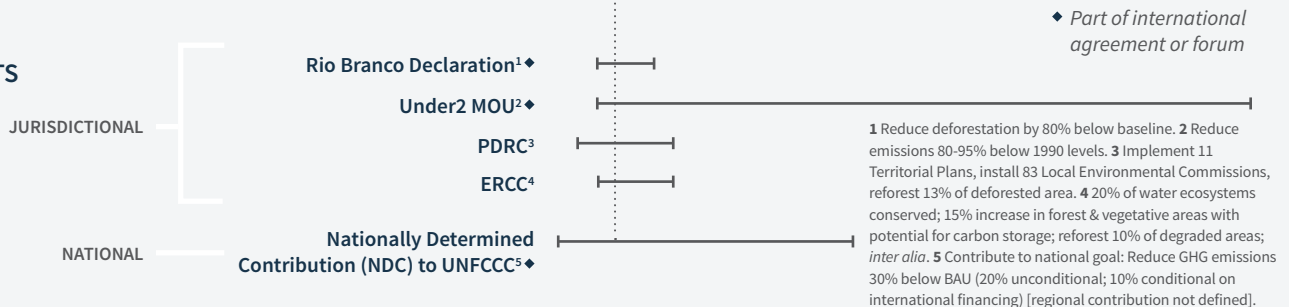 Part of international
agreement or forum
TS
JURISDICTIONAL
Rio Branco Declaration¹ ◆
Under2 MOU² ◆
PDRC³
ERCC⁴
NATIONAL
Nationally Determined
Contribution (NDC) to UNFCCC⁵ ◆
1 Reduce deforestation by 80% below baseline. 2 Reduce
emissions 80-95% below 1990 levels. 3 Implement 11
Territorial Plans, install 83 Local Environmental Commissions,
reforest 13% of deforested area. 4 20% of water ecosystems
conserved; 15% increase in forest & vegetative areas with
potential for carbon storage; reforest 10% of degraded areas;
inter alia. 5 Contribute to national goal: Reduce GHG emissions
30% below BAU (20% unconditional; 10% conditional on
international financing) [regional contribution not defined].